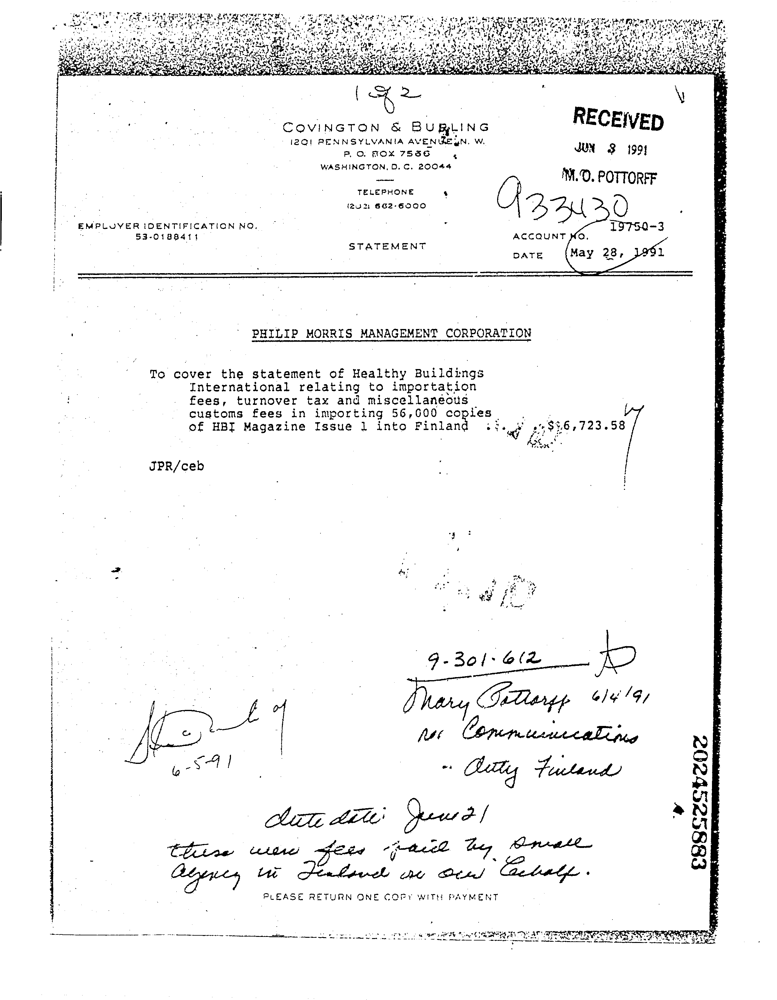 1 of 2
COVINGTON & BURLING
1201 PENNSYLVANIA AVENUE, N. W.
P. O. BOX 7566
WASHINGTON, D. C. 20044
TELEPHONE
(202) 662-6000
RECEIVED
JUN 3 1991
M. O. POTTORFF
933430
EMPLOYER IDENTIFICATION NO.
53-0188411
STATEMENT
ACCOUNT NO. 19750-3
DATE May 28, 1991
PHILIP MORRIS MANAGEMENT CORPORATION
To cover the statement of Healthy Buildings
International relating to importation
fees, turnover tax and miscellaneous
customs fees in importing 56,000 copies
of HBI Magazine Issue 1 into Finland $16,723.58
JPR/ceb
9-301-612
Mary Pottorff 6/4/91
Communications
Finland
6-5-91
due date: June 21
these were fees paid by small
agency in Finland on our behalf.
PLEASE RETURN ONE COPY WITH PAYMENT
2024525883